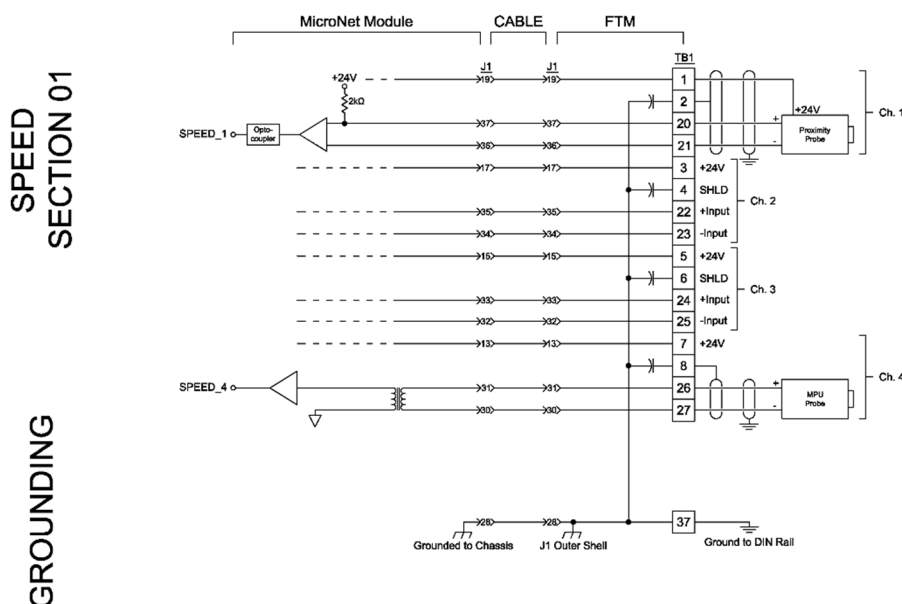 MicroNet Module CABLE FTM
SPEED
SECTION 01
J1 J1 TB1
+24V 19 19 1
2kΩ 2
+24V
Ch. 1
SPEED_1 Opto-coupler 37 37 20 + Proximity Probe
36 36 21 -
17 17 3 +24V
4 SHLD
Ch. 2
35 35 22 +Input
34 34 23 -Input
15 15 5 +24V
6 SHLD
Ch. 3
33 33 24 +Input
32 32 25 -Input
13 13 7 +24V
8
Ch. 4
SPEED_4 31 31 26 + MPU Probe
30 30 27 -
GROUNDING
28 28 37
Grounded to Chassis J1 Outer Shell Ground to DIN Rail